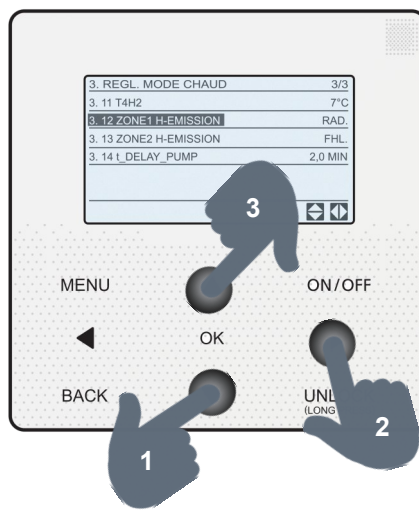 3. REGL. MODE CHAUD 3/3
3. 11 T4H2 7°C
3. 12 ZONE1 H-EMISSION RAD.
3. 13 ZONE2 H-EMISSION FHL.
3. 14 t_DELAY_PUMP 2,0 MIN
3
MENU ON/OFF
OK
BACK
(LONG
1
2